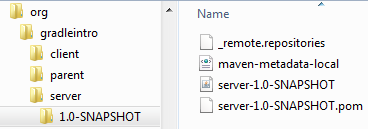 org
gradleintro
client
parent
server
1.0-SNAPSHOT
Name
_remote.repositories
maven-metadata-local
server-1.0-SNAPSHOT
server-1.0-SNAPSHOT.pom